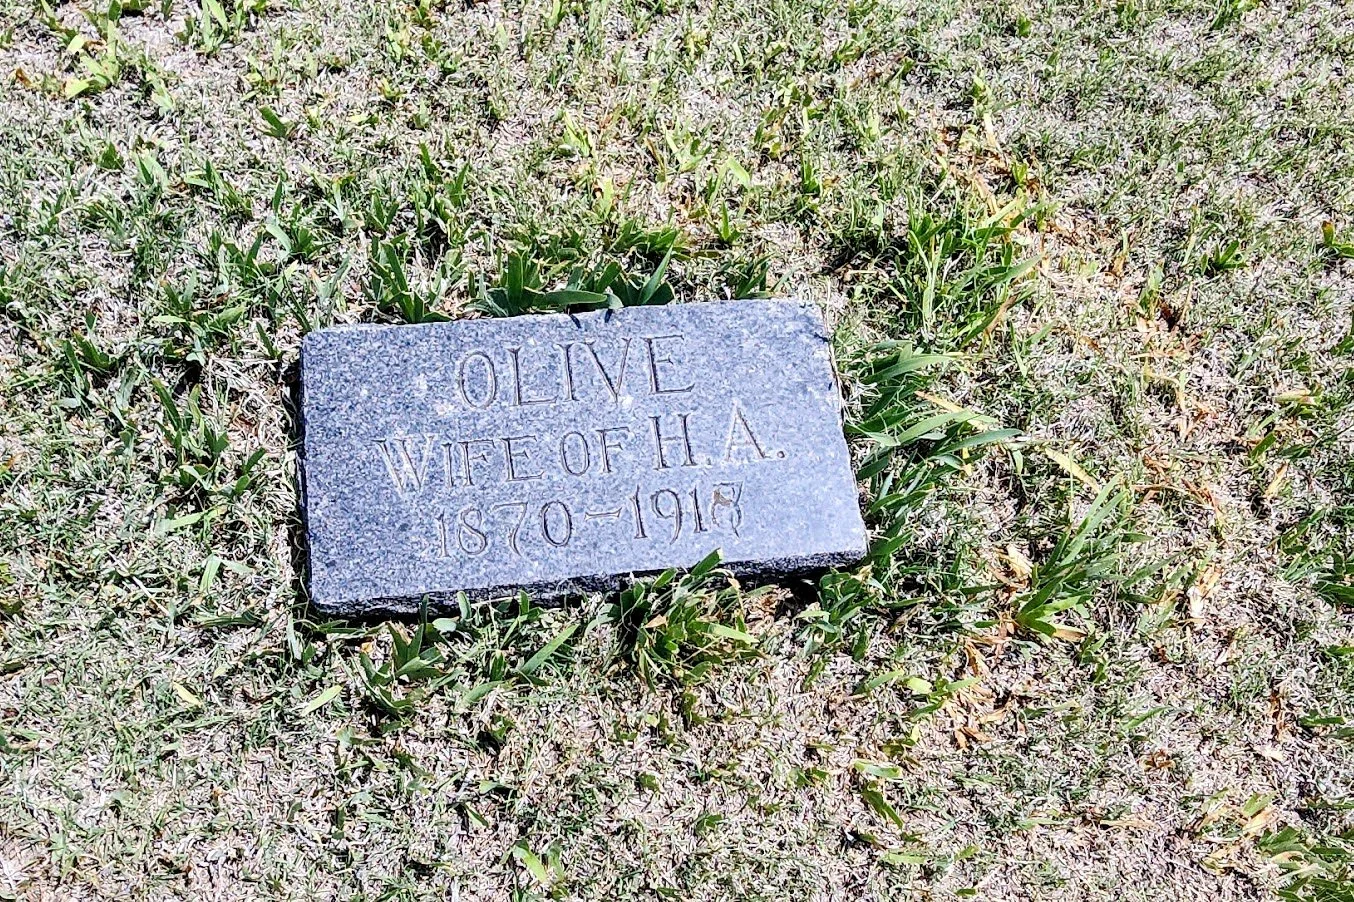 OLIVE
WIFE OF H. A.
1870-1918